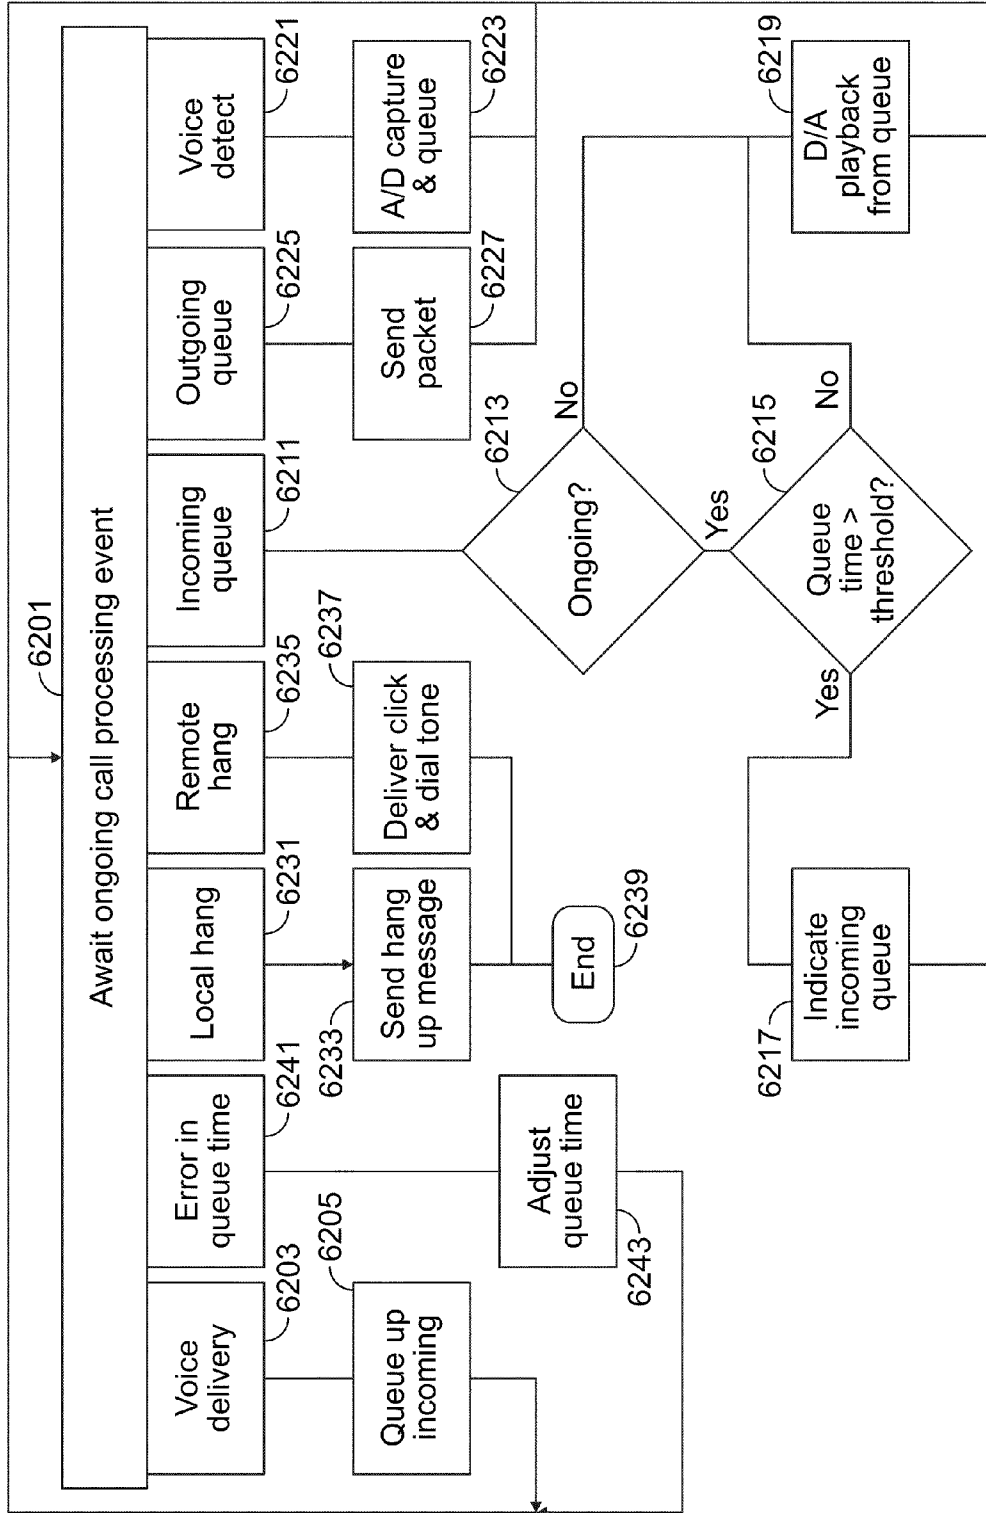 6201
Await ongoing call processing event
Voice
delivery
6203
Error in
queue time
6241
Local hang
6231
Remote
hang
6235
Incoming
queue
6211
Outgoing
queue
6225
Voice
detect
6221
Queue up
incoming
6205
Send hang
up message
6233
Deliver click
& dial tone
6237
Send
packet
6227
A/D capture
& queue
6223
Adjust
queue time
6243
End
6239
Ongoing?
6213
No
Yes
Queue
time >
threshold?
6215
Yes
No
Indicate
incoming
queue
6217
D/A
playback
from queue
6219